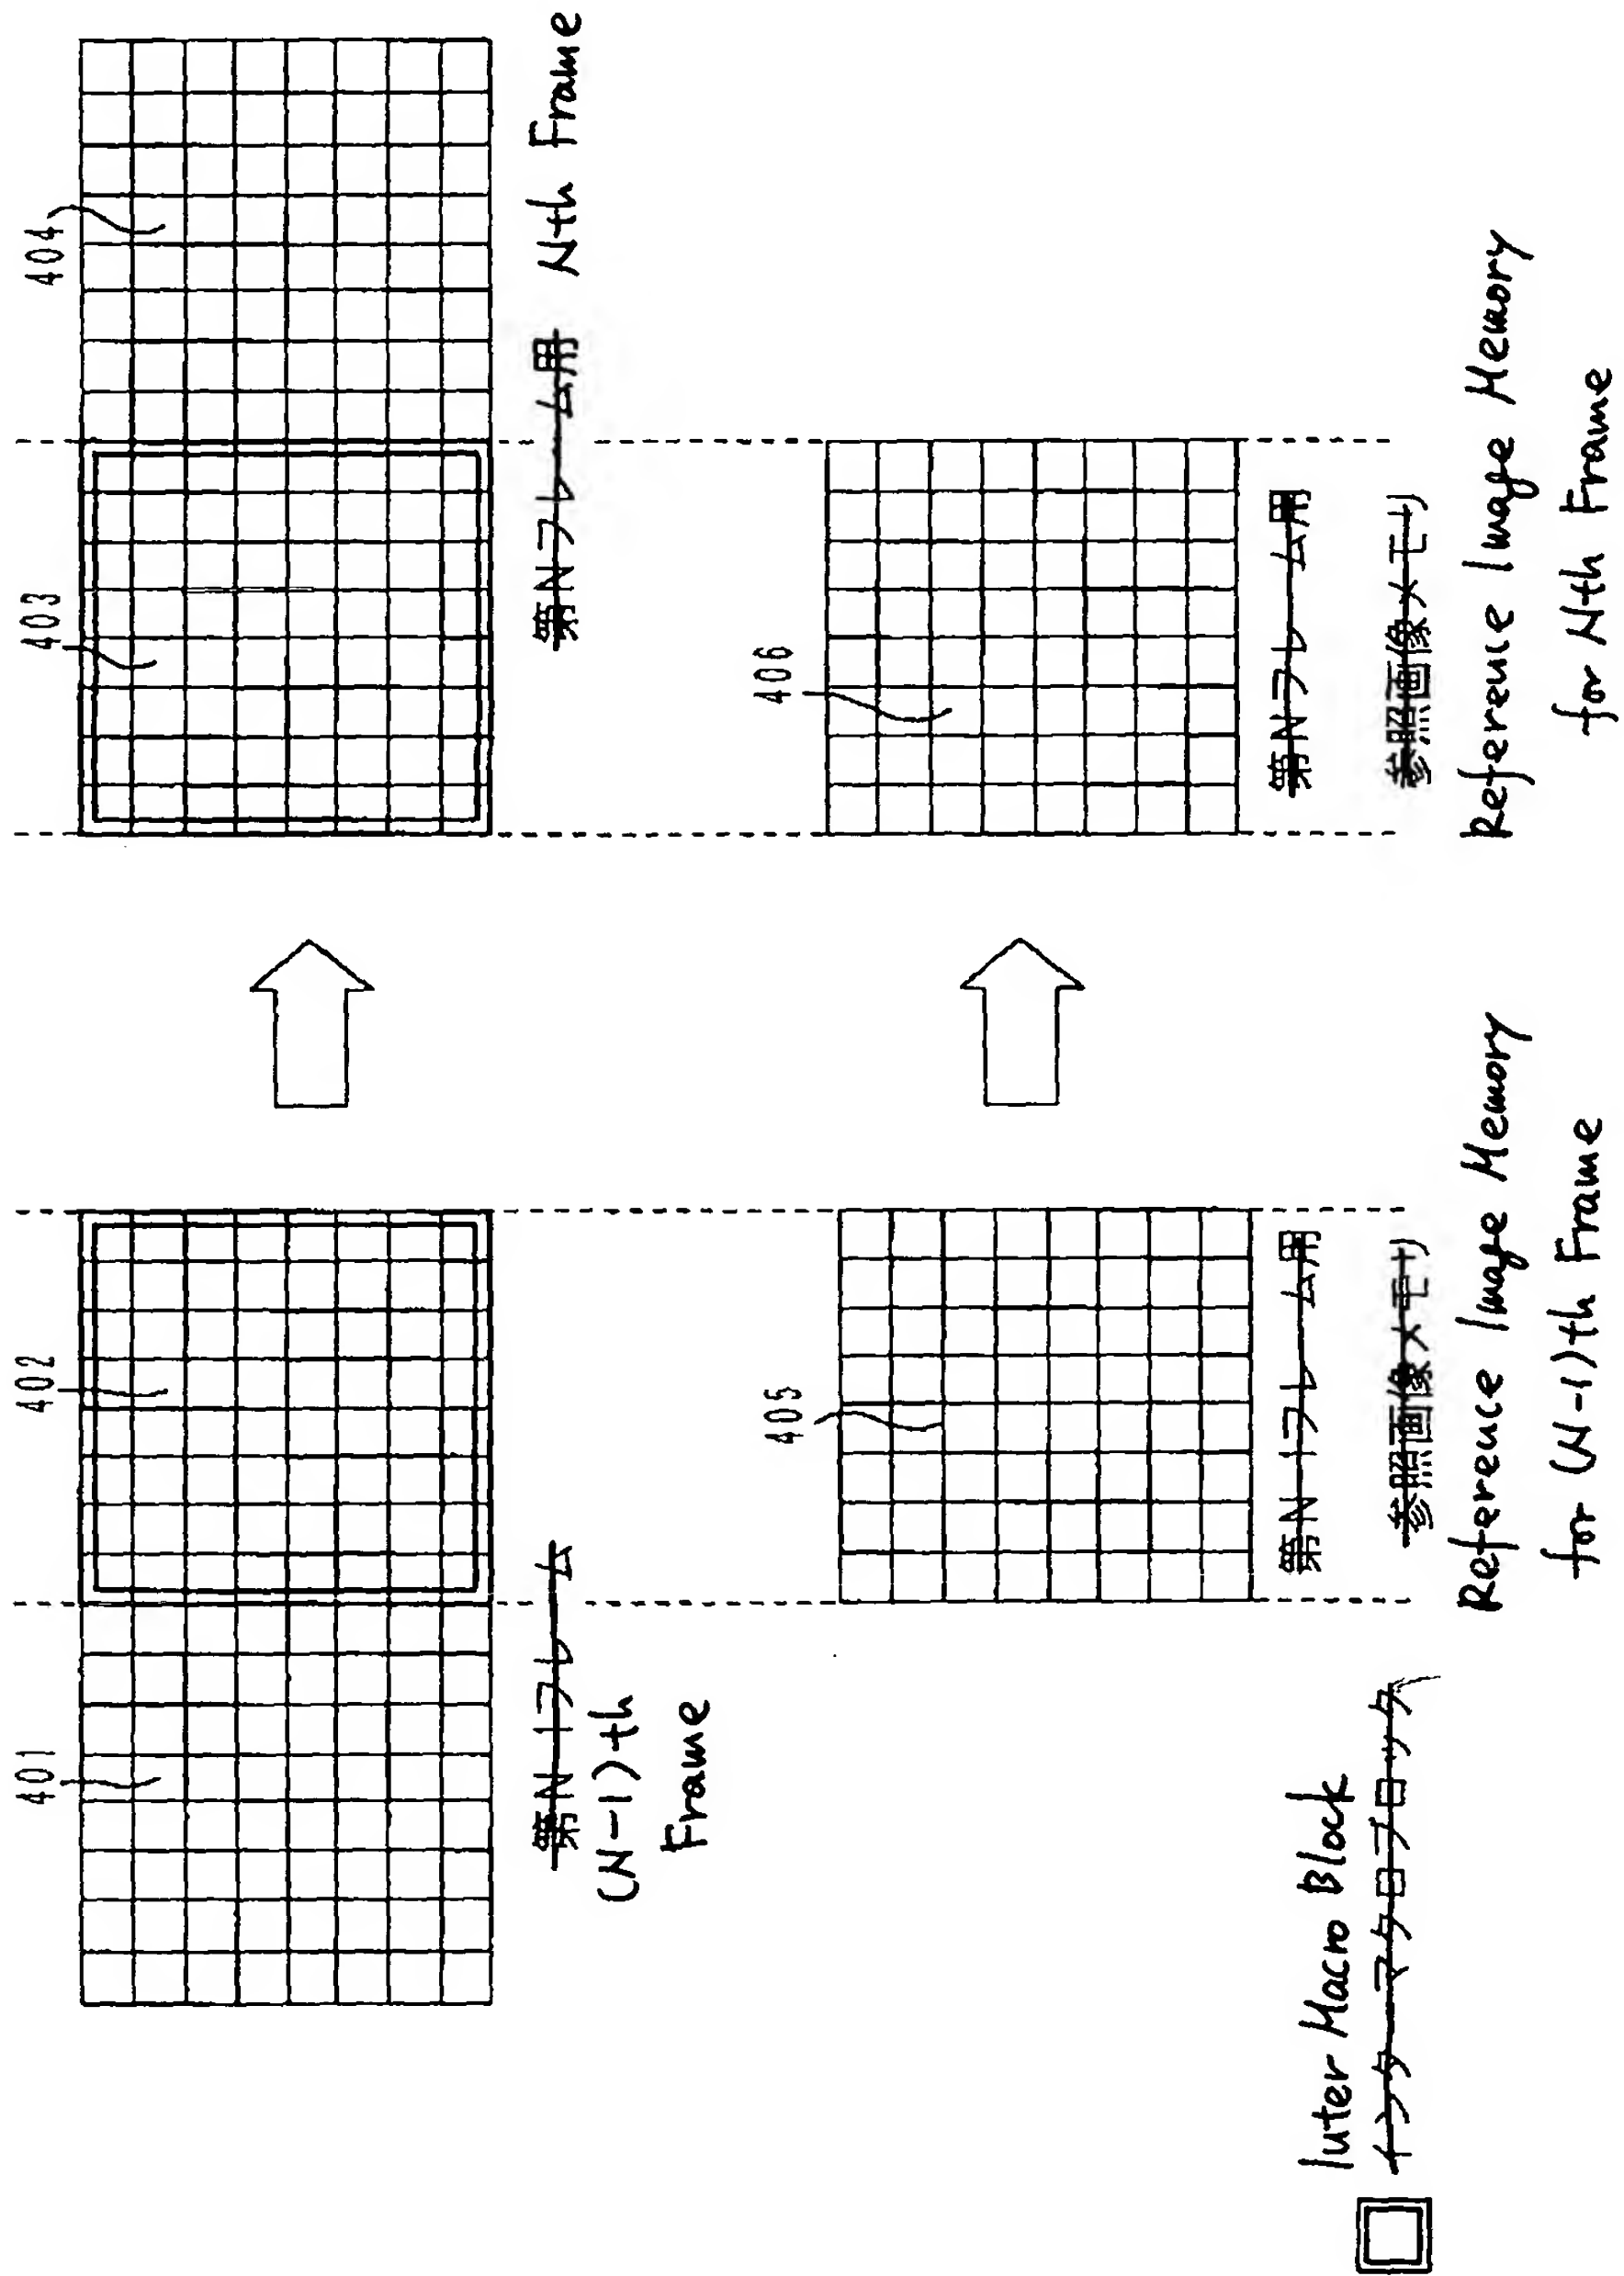 401
402
403
404
第N−1フレーム
(N-1)th
Frame
第Nフレーム用 Nth Frame
405
406
第N−1フレーム用
参照画像メモリ
Reference Image Memory
for (N-1)th Frame
第Nフレーム用
参照画像メモリ
Reference Image Memory
for Nth Frame
Inter Macro Block
インターマクロブロック